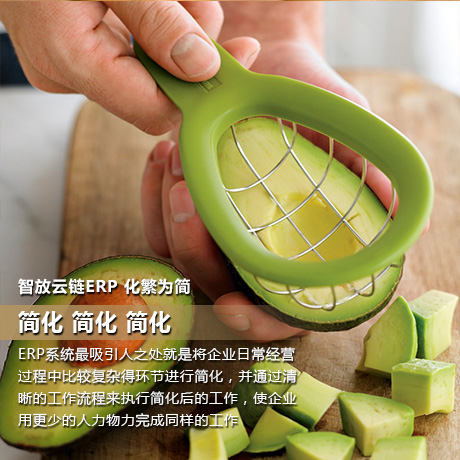 智放云链ERP 化繁为简
简化 简化 简化
ERP系统最吸引人之处就是将企业日常经营
过程中比较复杂得环节进行简化，并通过清
晰的工作流程来执行简化后的工作，使企业
用更少的人力物力完成同样的工作